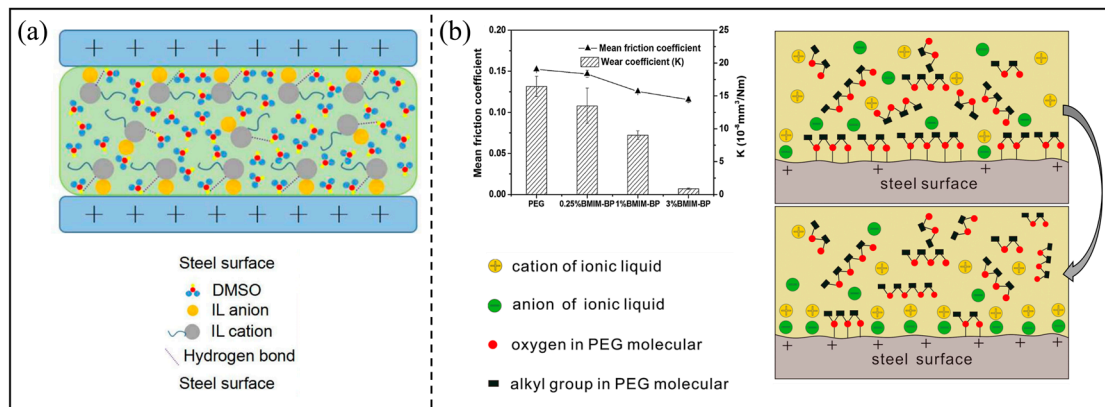 (a)
+ + + + + + + +
+ + + + + + + +
Steel surface
DMSO
IL anion
IL cation
Hydrogen bond
Steel surface
(b)
Mean friction coefficient
0.20
0.15
0.10
0.05
0.00
Mean friction coefficient
Wear coefficient (K)
25
20
15
10
5
0
K (10⁻⁸mm³/Nm)
PEG
0.25%BMIM-BP
1%BMIM-BP
3%BMIM-BP
cation of ionic liquid
anion of ionic liquid
oxygen in PEG molecular
alkyl group in PEG molecular
+ +
steel surface
+ + + + + +
steel surface